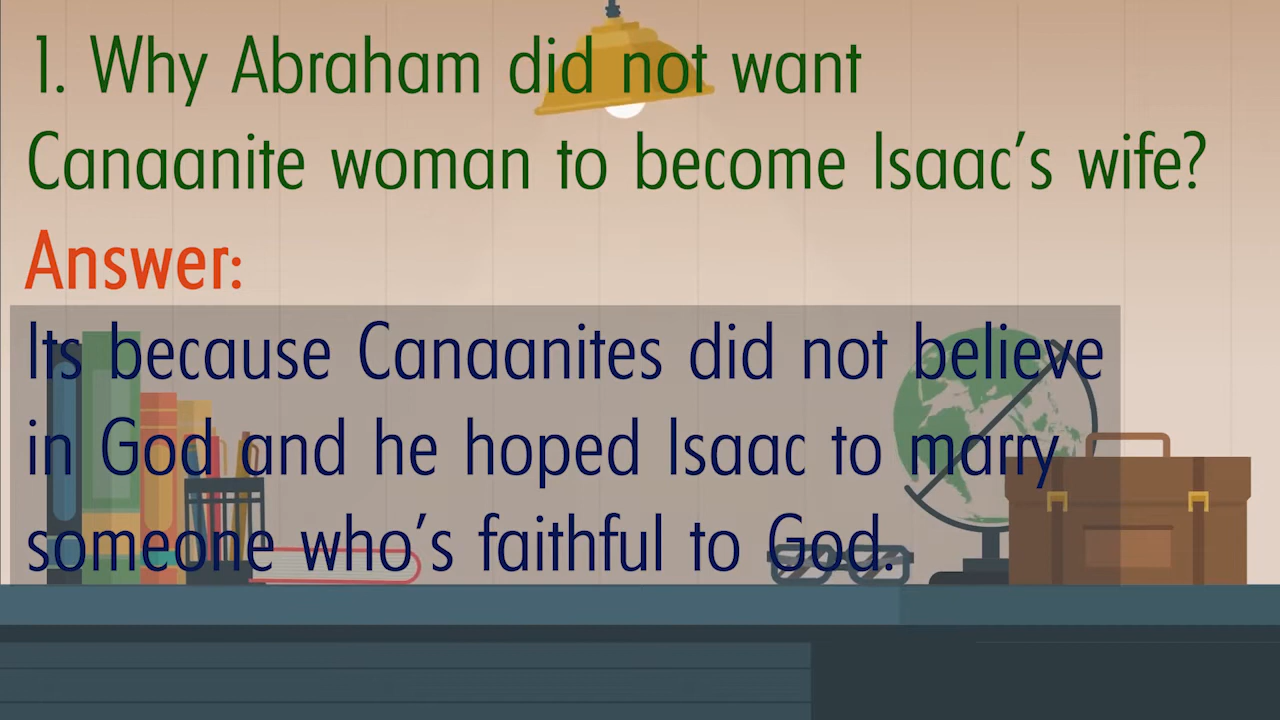 1. Why Abraham did not want
Canaanite woman to become Isaac's wife?
Answer:
Its because Canaanites did not believe
in God and he hoped Isaac to marry
someone who's faithful to God.